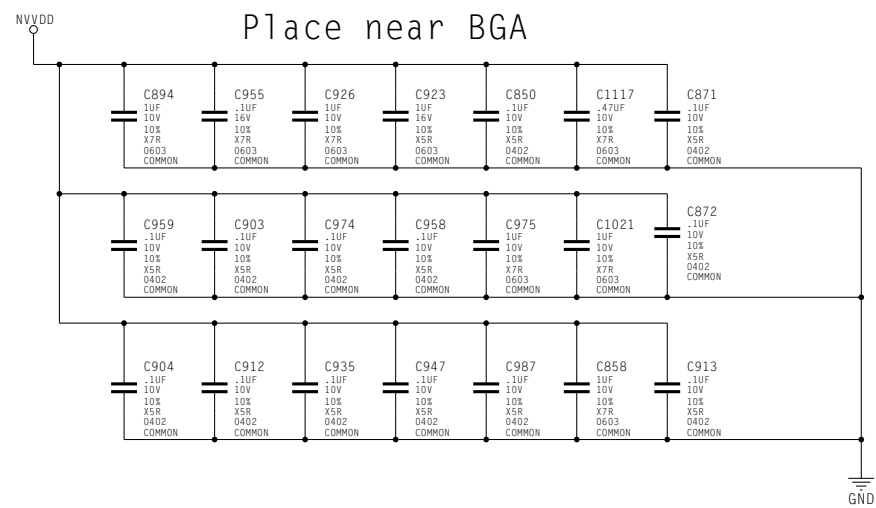 NVVDD
Place near BGA
C894
1UF
10V
10%
X7R
0603
COMMON
C955
.1UF
16V
10%
X7R
0603
COMMON
C926
1UF
10V
10%
X7R
0603
COMMON
C923
1UF
16V
10%
X5R
0603
COMMON
C850
.1UF
10V
10%
X5R
0402
COMMON
C1117
.47UF
10V
10%
X7R
0603
COMMON
C871
.1UF
10V
10%
X5R
0402
COMMON
C959
.1UF
10V
10%
X5R
0402
COMMON
C903
.1UF
10V
10%
X5R
0402
COMMON
C974
.1UF
10V
10%
X5R
0402
COMMON
C958
.1UF
10V
10%
X5R
0402
COMMON
C975
1UF
10V
10%
X7R
0603
COMMON
C1021
1UF
10V
10%
X7R
0603
COMMON
C872
.1UF
10V
10%
X5R
0402
COMMON
C904
.1UF
10V
10%
X5R
0402
COMMON
C912
.1UF
10V
10%
X5R
0402
COMMON
C935
.1UF
10V
10%
X5R
0402
COMMON
C947
.1UF
10V
10%
X5R
0402
COMMON
C987
.1UF
10V
10%
X5R
0402
COMMON
C858
1UF
10V
10%
X7R
0603
COMMON
C913
.1UF
10V
10%
X5R
0402
COMMON
GND